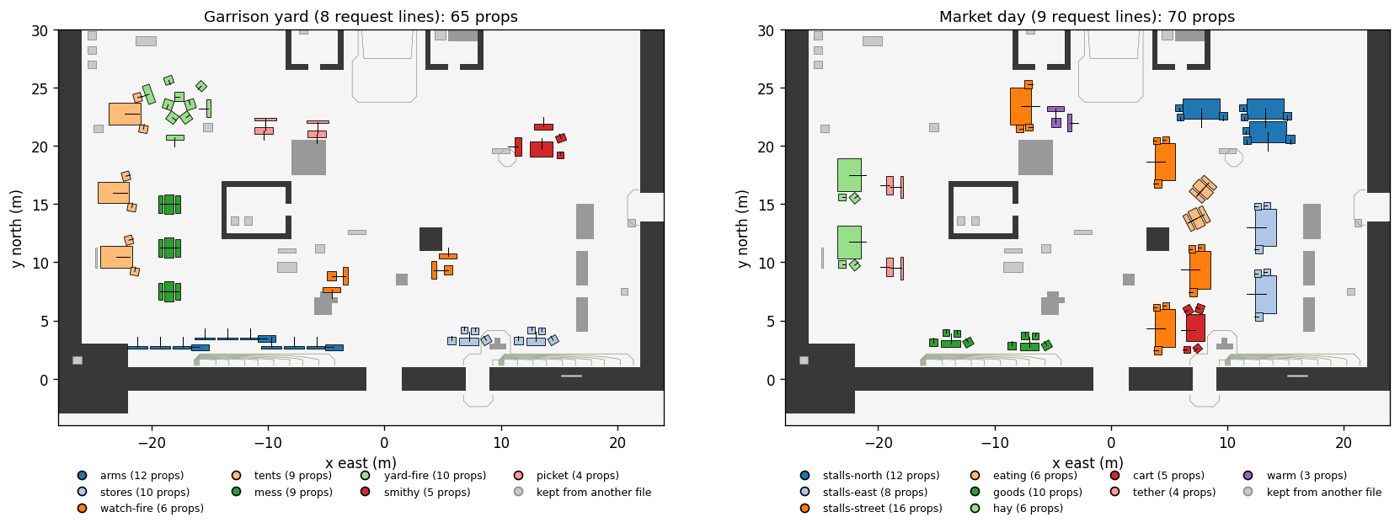 Garrison yard (8 request lines): 65 props
30
25
20
15
10
5
0
y north (m)
−20
−10
0
10
20
x east (m)
arms (12 props)
stores (10 props)
watch-fire (6 props)
tents (9 props)
mess (9 props)
yard-fire (10 props)
smithy (5 props)
picket (4 props)
kept from another file
Market day (9 request lines): 70 props
30
25
20
15
10
5
0
y north (m)
−20
−10
0
10
20
x east (m)
stalls-north (12 props)
stalls-east (8 props)
stalls-street (16 props)
eating (6 props)
goods (10 props)
hay (6 props)
cart (5 props)
tether (4 props)
warm (3 props)
kept from another file